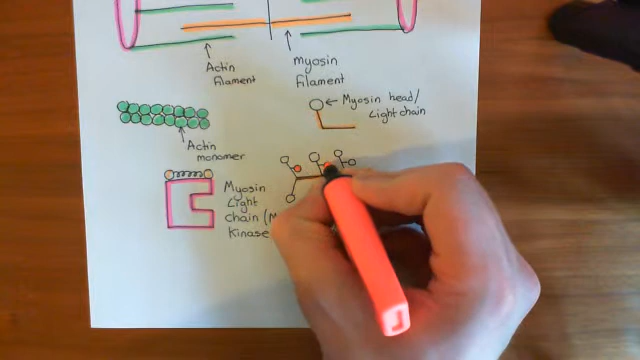 Actin
Filament
myosin
filament
Myosin head/
Light chain
Actin
monomer
Myosin
Light
chain (M
Kinase